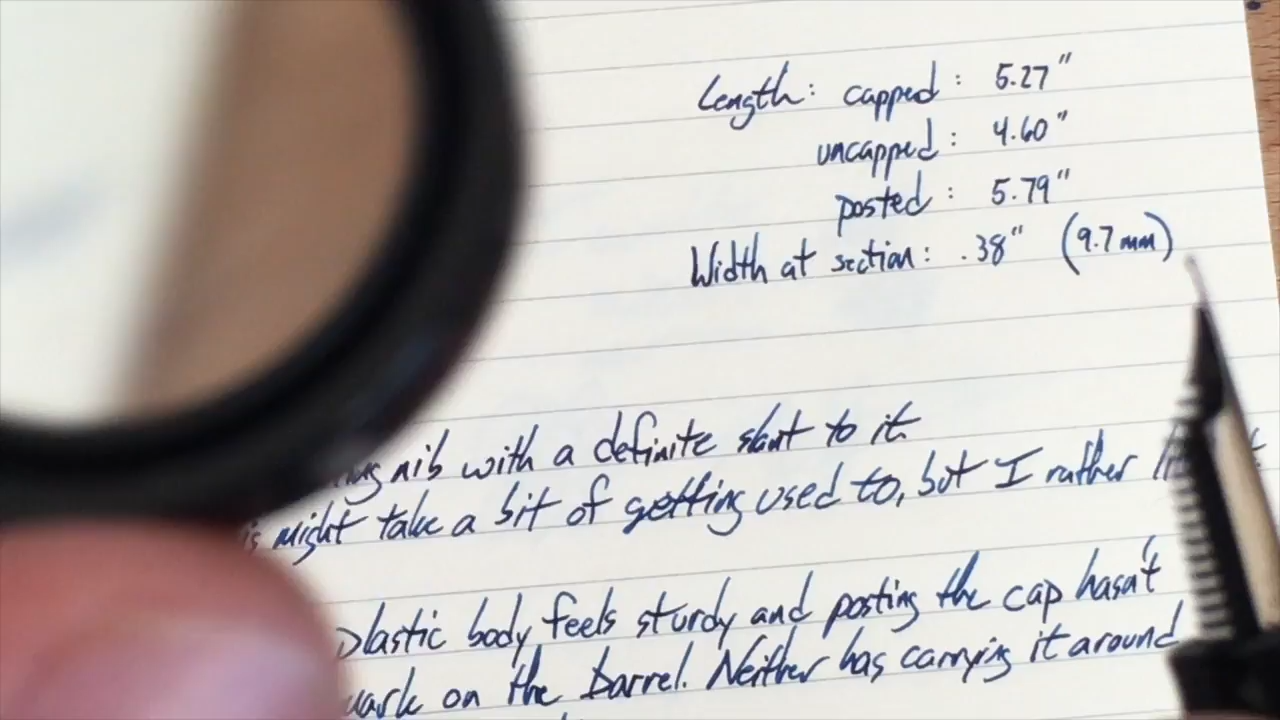 Length: capped: 5.27"
uncapped: 4.60"
posted: 5.79"
Width at section: .38" (9.7 mm)
nib with a definite slant to it.
might take a bit of getting used to, but I rather
body feels sturdy and posting the cap hasn't
on the barrel. Neither has carrying it around